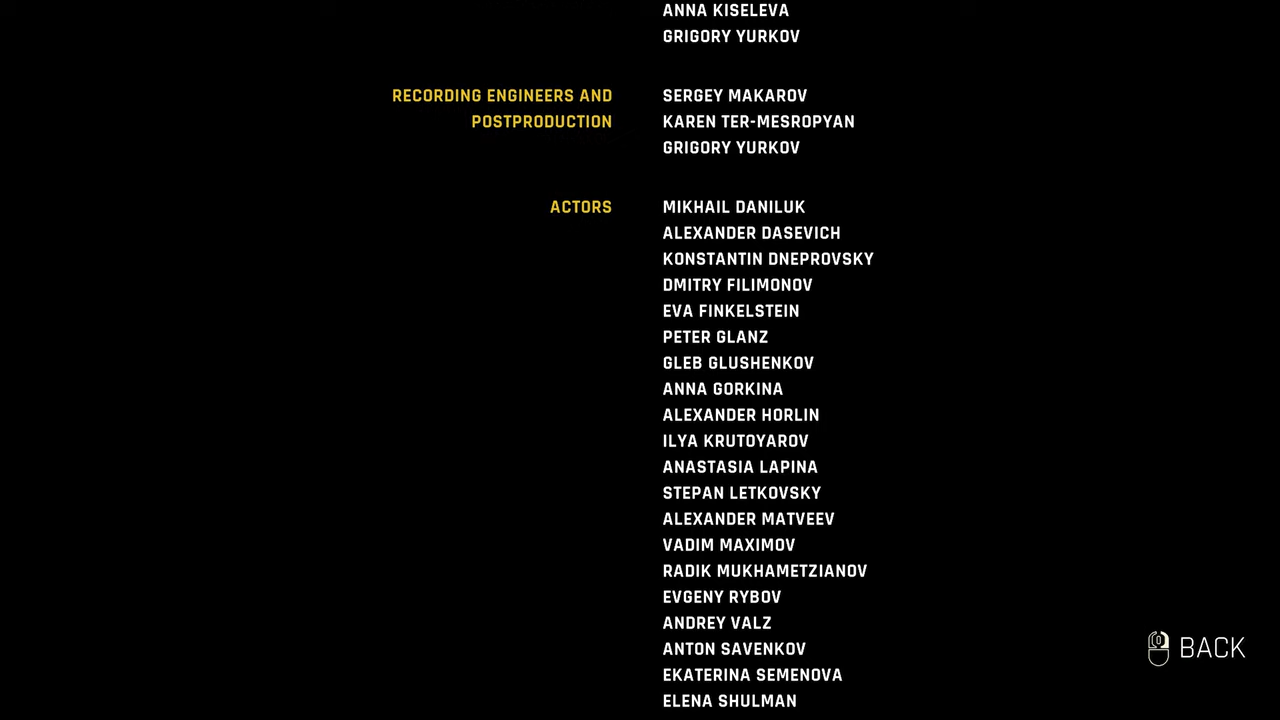 ANNA KISELEVA
GRIGORY YURKOV
RECORDING ENGINEERS AND
POSTPRODUCTION
SERGEY MAKAROV
KAREN TER-MESROPYAN
GRIGORY YURKOV
ACTORS
MIKHAIL DANILUK
ALEXANDER DASEVICH
KONSTANTIN DNEPROVSKY
DMITRY FILIMONOV
EVA FINKELSTEIN
PETER GLANZ
GLEB GLUSHENKOV
ANNA GORKINA
ALEXANDER HORLIN
ILYA KRUTOYAROV
ANASTASIA LAPINA
STEPAN LETKOVSKY
ALEXANDER MATVEEV
VADIM MAXIMOV
RADIK MUKHAMETZIANOV
EVGENY RYBOV
ANDREY VALZ
ANTON SAVENKOV
EKATERINA SEMENOVA
ELENA SHULMAN
BACK